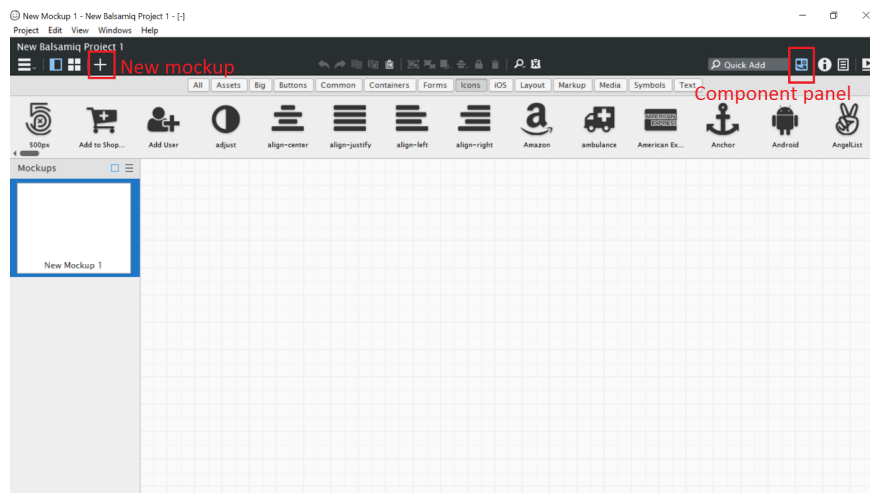 New Mockup 1 - New Balsamiq Project 1 - [-]
Project Edit View Windows Help
New Balsamiq Project 1
New mockup
Quick Add
All Assets Big Buttons Common Containers Forms Icons iOS Layout Markup Media Symbols Text
Component panel
500px Add to Shop... Add User adjust align-center align-justify align-left align-right Amazon ambulance American Ex... Anchor Android AngelList
AMERICAN
EXPRESS
Mockups
New Mockup 1